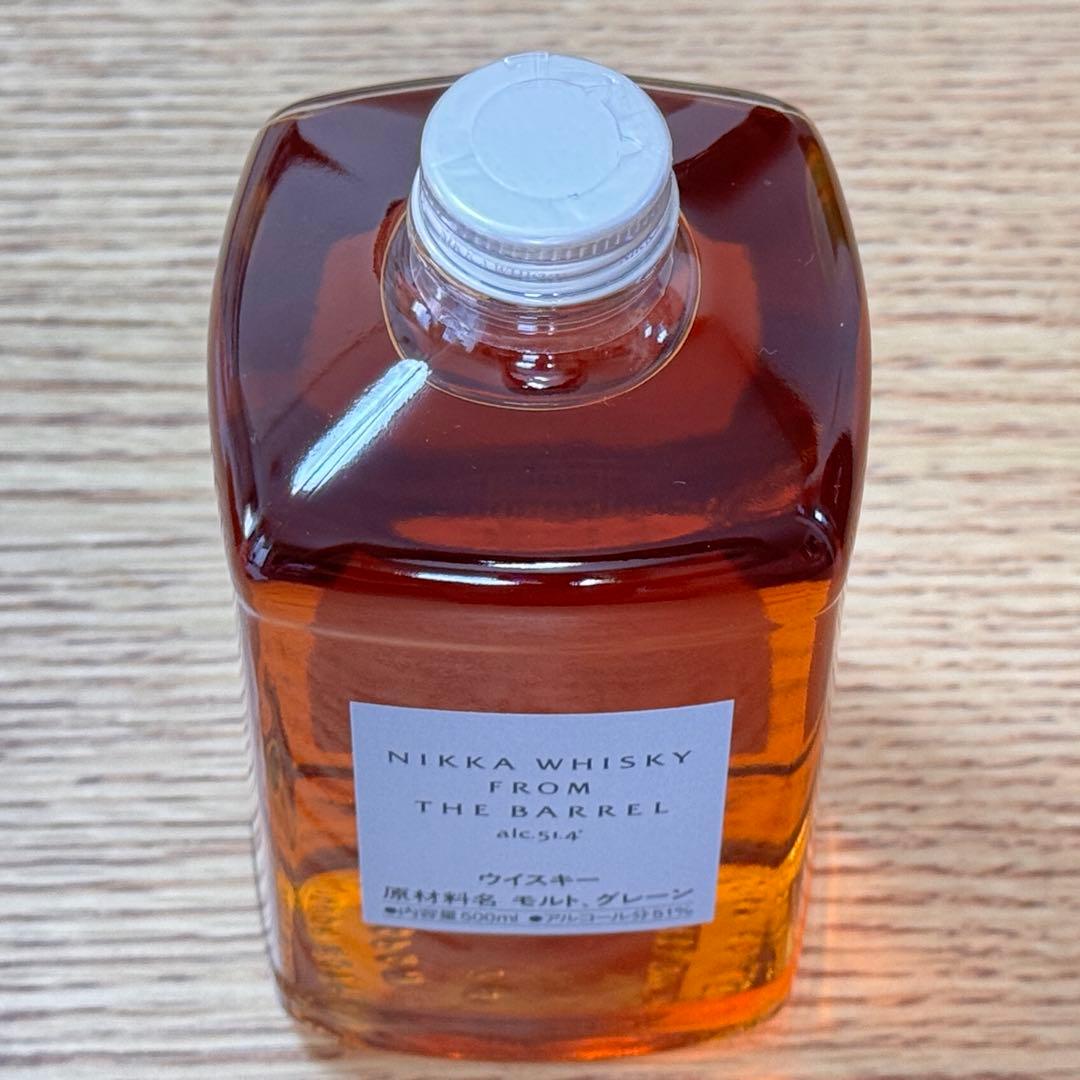 NIKKA WHISKY
FROM
THE BARREL
alc.51.4°
ウイスキー
原材料名 モルト、グレーン
●内容量500ml ●アルコール分51%